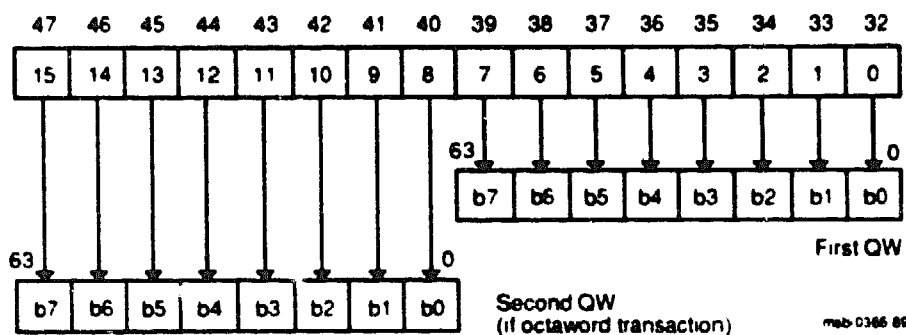 47 46 45 44 43 42 41 40 39 38 37 36 35 34 33 32
15 14 13 12 11 10 9 8 7 6 5 4 3 2 1 0
63 0
b7 b6 b5 b4 b3 b2 b1 b0
First QW
63 0
b7 b6 b5 b4 b3 b2 b1 b0
Second QW
(if octaword transaction)
msb-0366-89